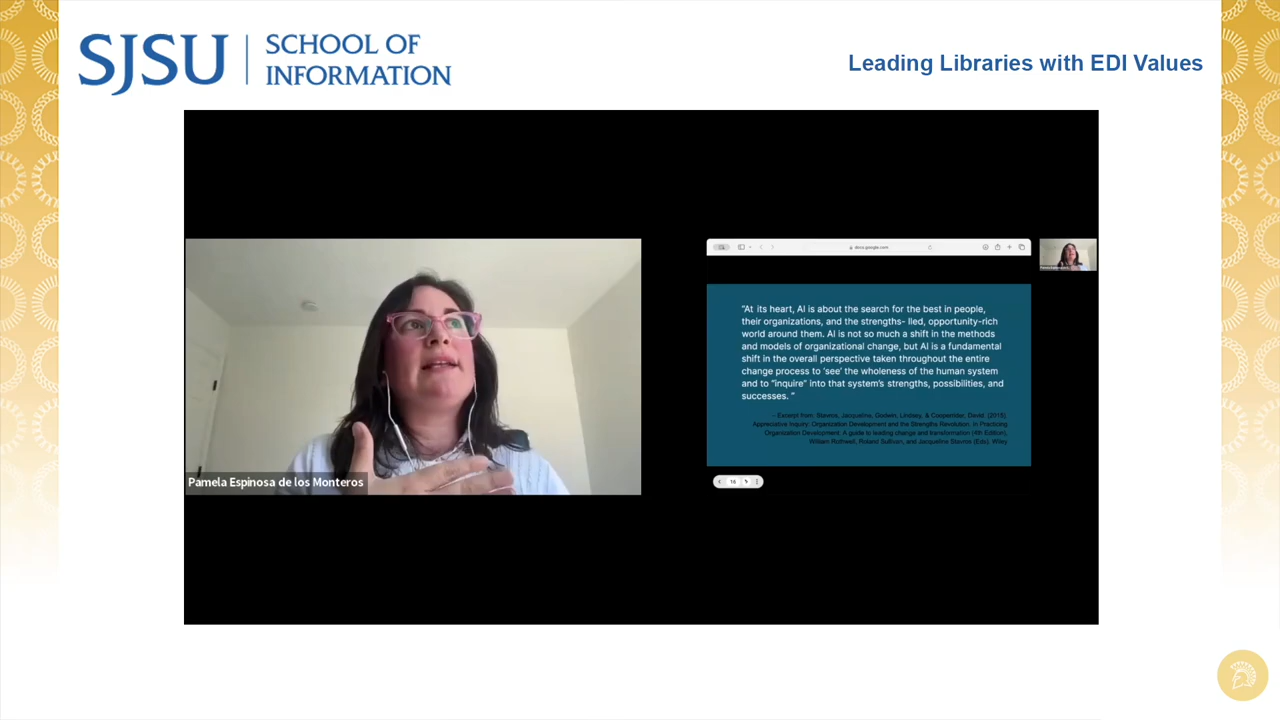 SJSU
SCHOOL OF
INFORMATION
Leading Libraries with EDI Values
Pamela Espinosa de los Monteros
docs.google.com
"At its heart, AI is about the search for the best in people,
their organizations, and the strengths- lled, opportunity-rich
world around them. AI is not so much a shift in the methods
and models of organizational change, but AI is a fundamental
shift in the overall perspective taken throughout the entire
change process to 'see' the wholeness of the human system
and to "inquire" into that system's strengths, possibilities, and
successes. "
-- Excerpt from: Stavros, Jacqueline, Godwin, Lindsey, & Cooperrider, David. (2015).
Appreciative Inquiry: Organization Development and the Strengths Revolution. In Practicing
Organization Development: A guide to leading change and transformation (4th Edition),
William Rothwell, Roland Sullivan, and Jacqueline Stavros (Eds). Wiley
16